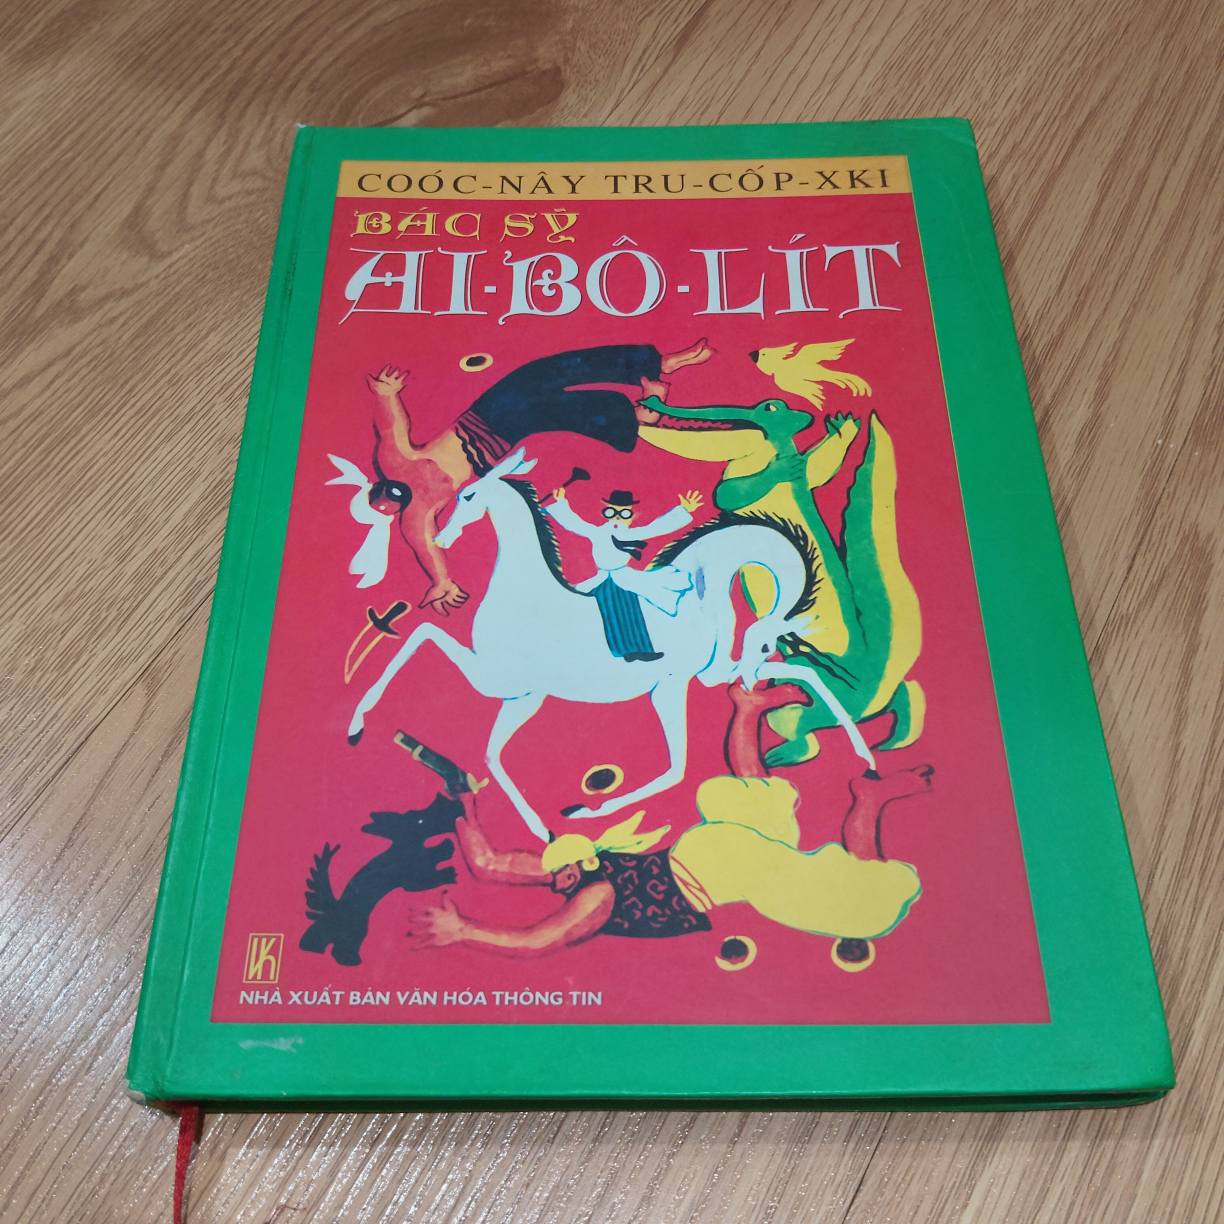 COÓC-NÂY TRU-CỐP-XKI
BÁC SỸ
AI-BÔ-LÍT
NHÀ XUẤT BẢN VĂN HÓA THÔNG TIN